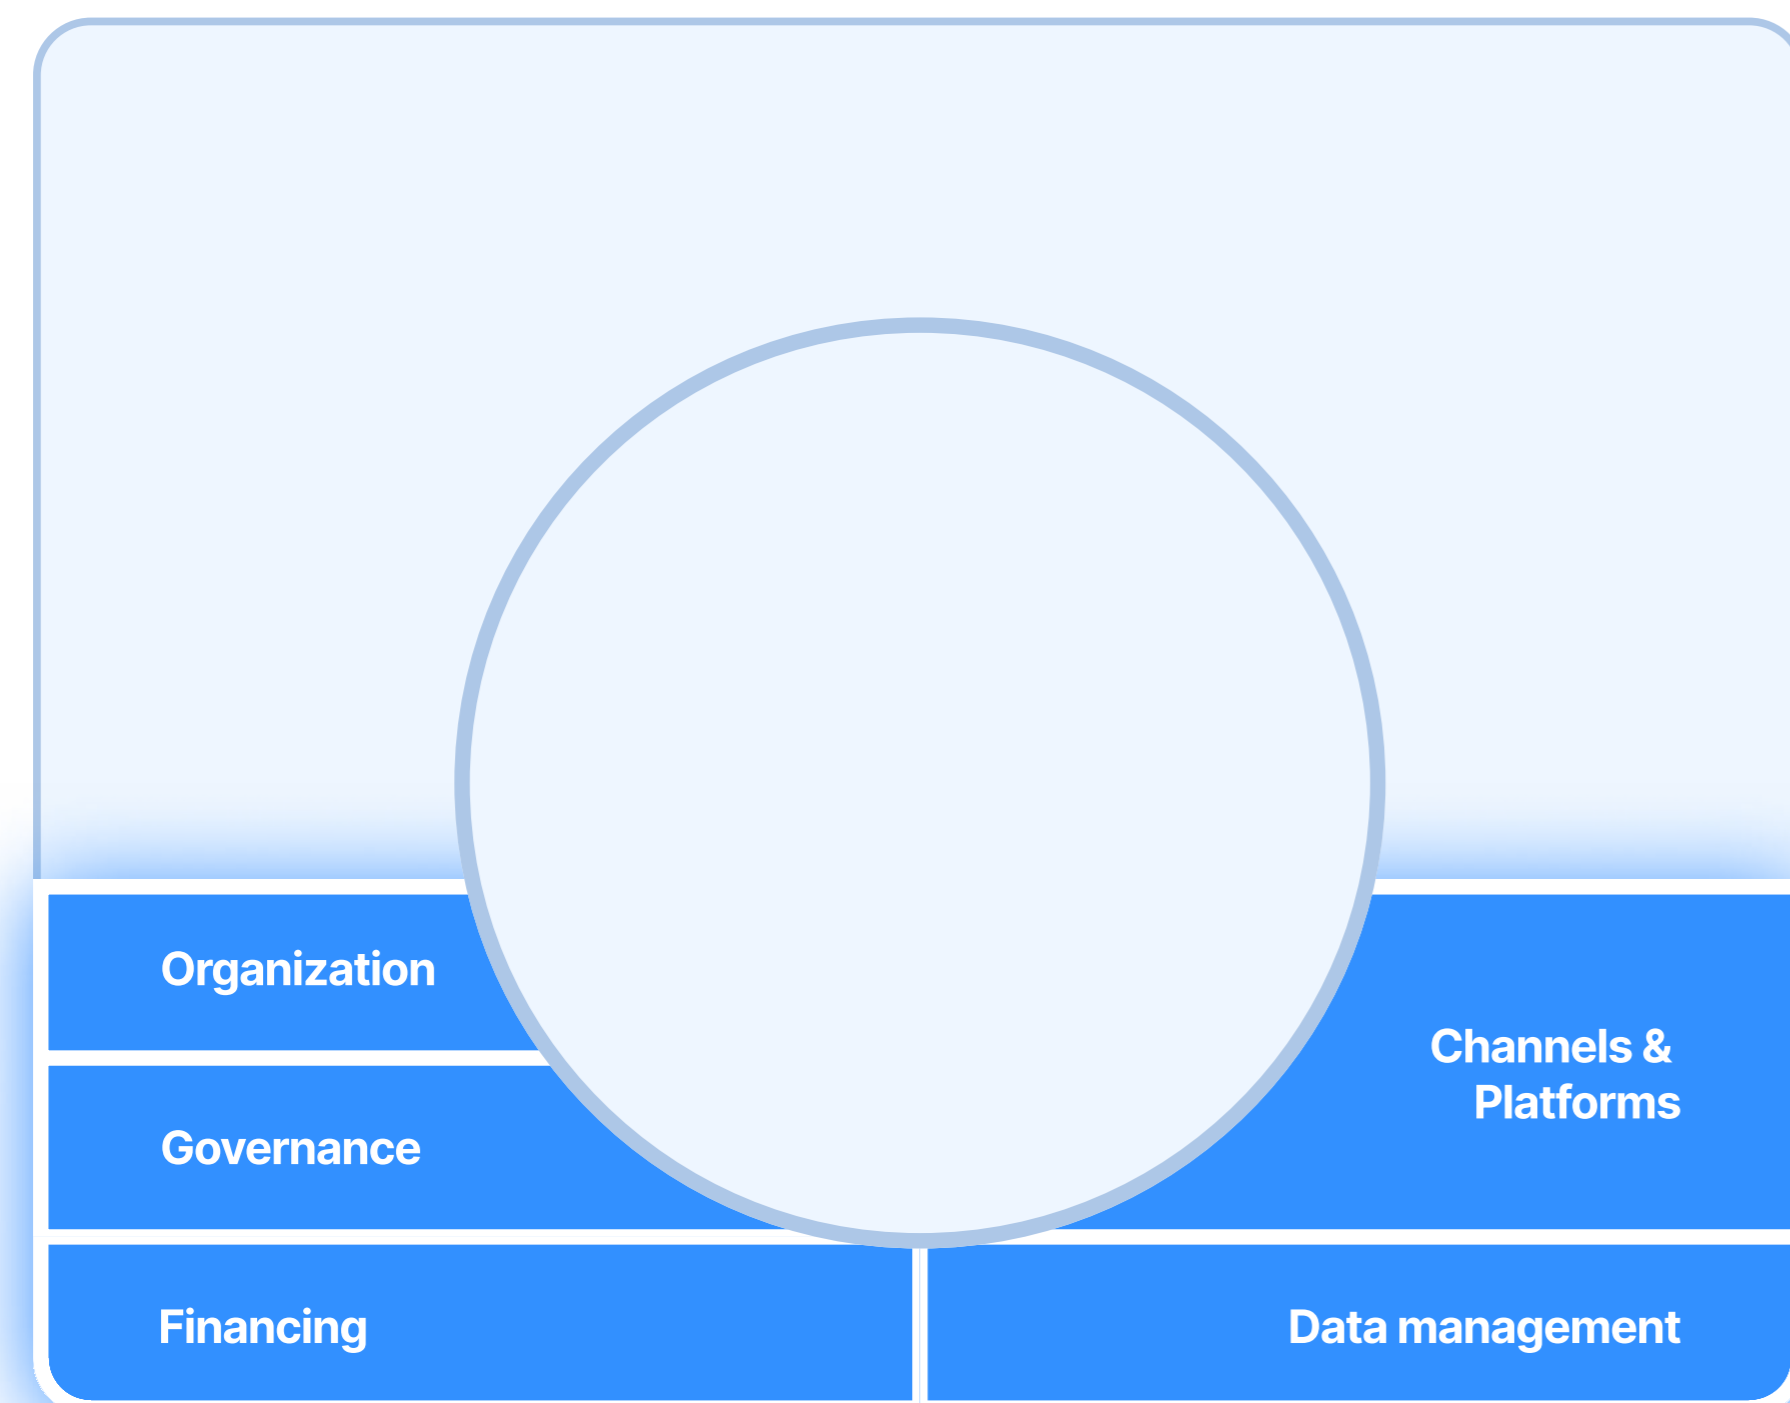 Organization
Governance
Channels &
Platforms
Financing
Data management